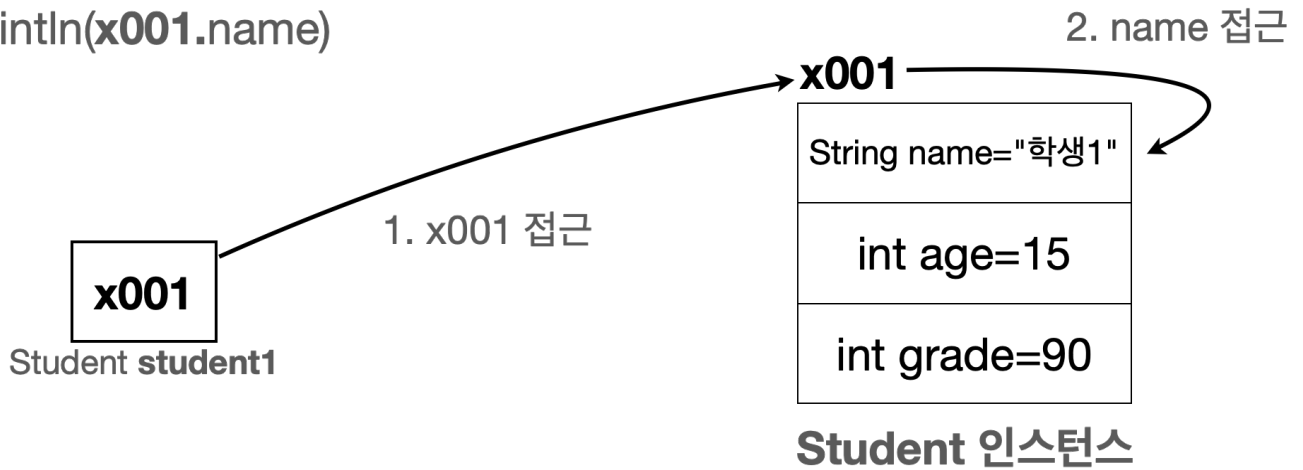 intln(x001.name)
2. name 접근
x001
String name="학생1"
1. x001 접근
int age=15
x001
int grade=90
Student student1
Student 인스턴스